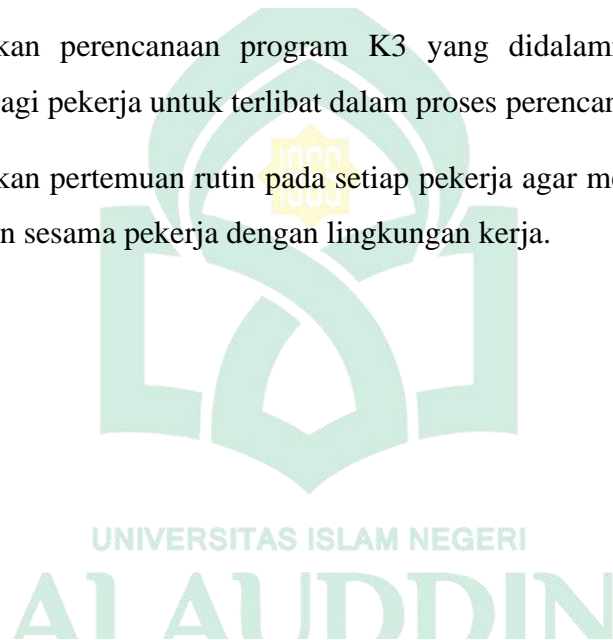 kan perencanaan program K3 yang didalam
agi pekerja untuk terlibat dalam proses perencan
kan pertemuan rutin pada setiap pekerja agar me
n sesama pekerja dengan lingkungan kerja.
1965
UNIVERSITAS ISLAM NEGERI
ALAUDDIN